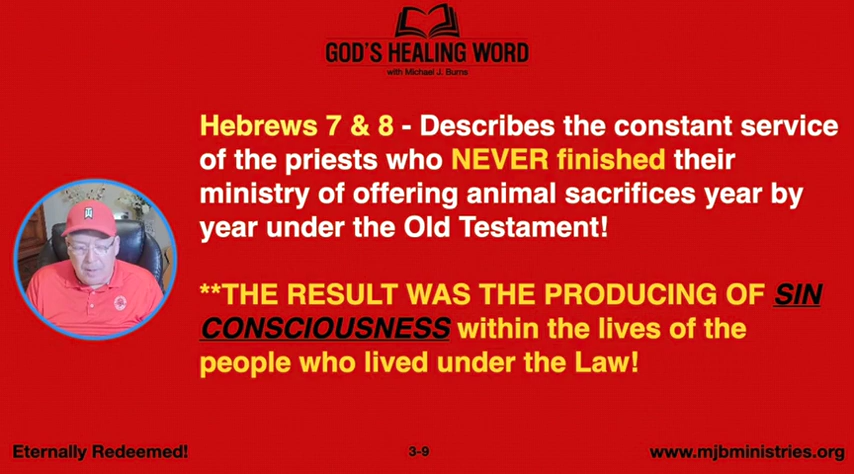 GOD'S HEALING WORD
with Michael J. Burns
Hebrews 7 & 8 - Describes the constant service
of the priests who NEVER finished their
ministry of offering animal sacrifices year by
year under the Old Testament!
**THE RESULT WAS THE PRODUCING OF SIN
CONSCIOUSNESS within the lives of the
people who lived under the Law!
Eternally Redeemed!
3-9
www.mjbministries.org